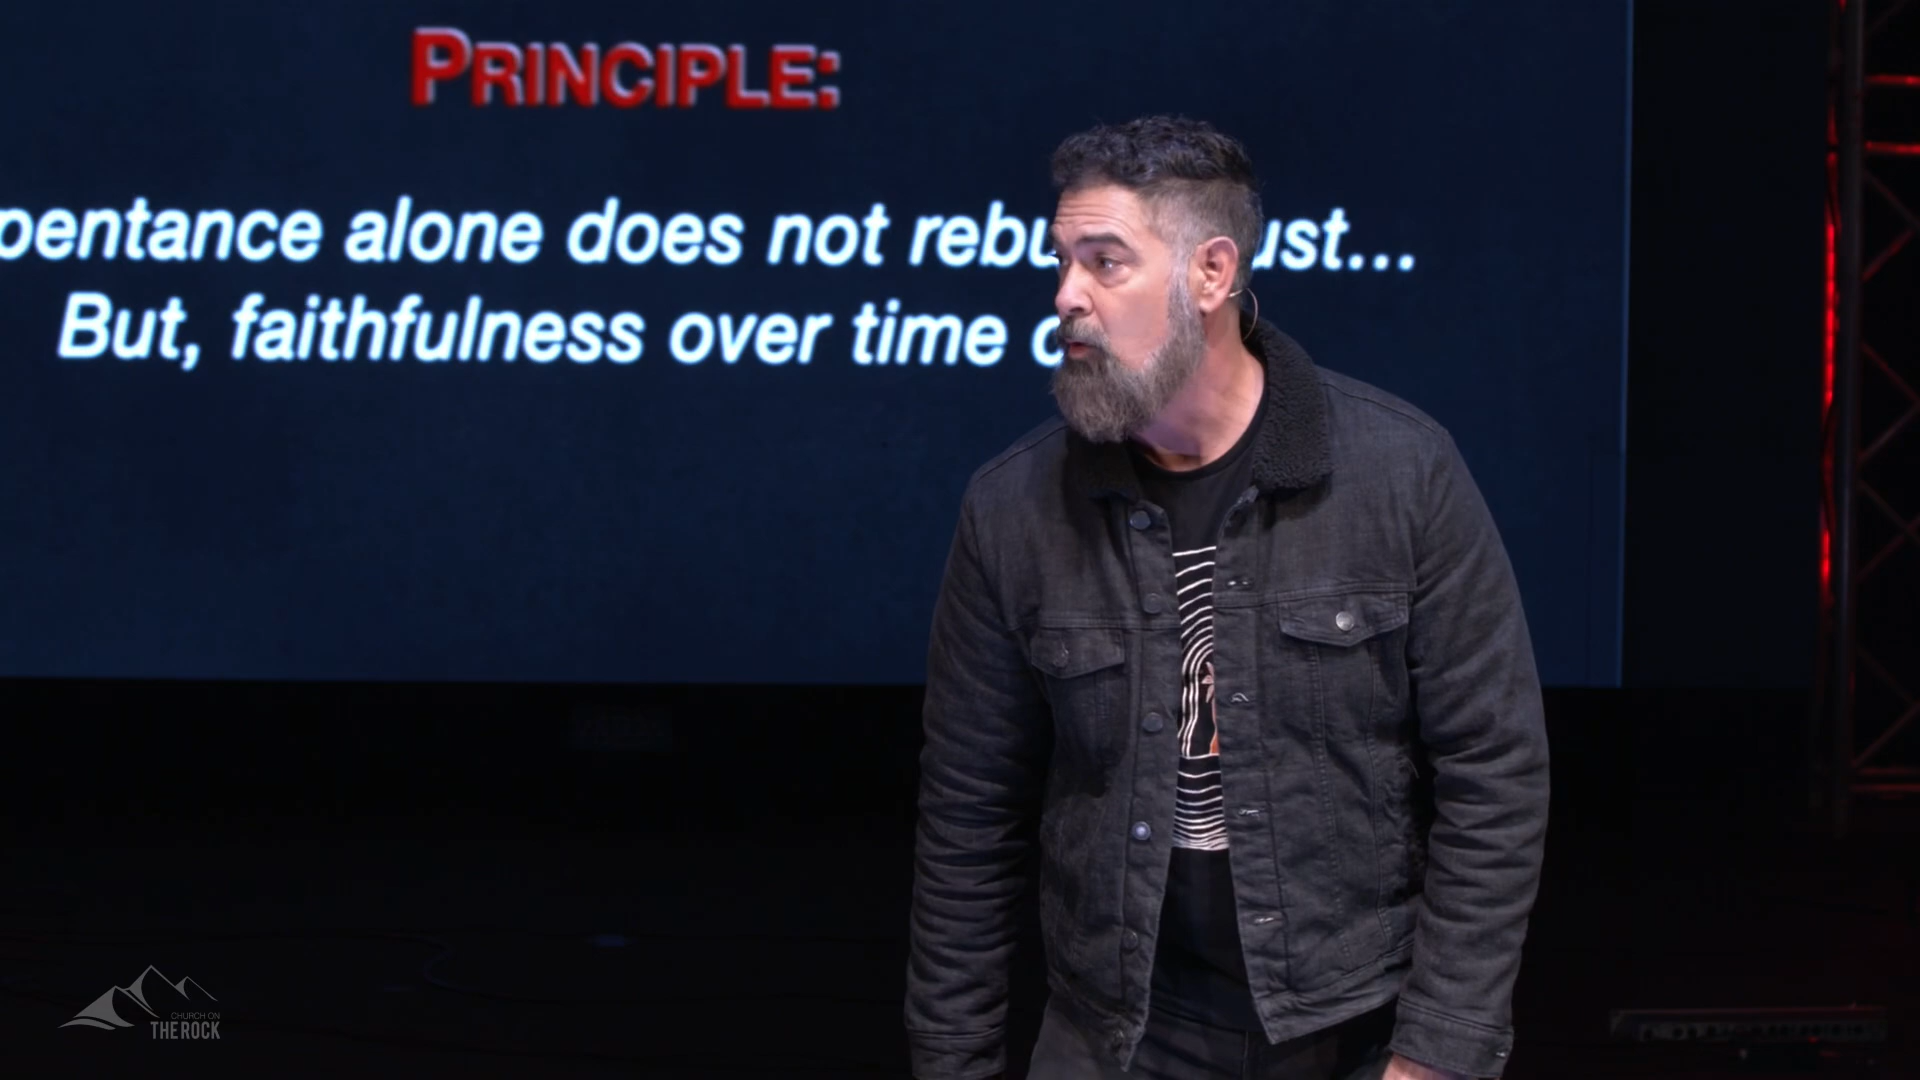 PRINCIPLE:
pentance alone does not rebu ust...
But, faithfulness over time
CHURCH ON
THE ROCK